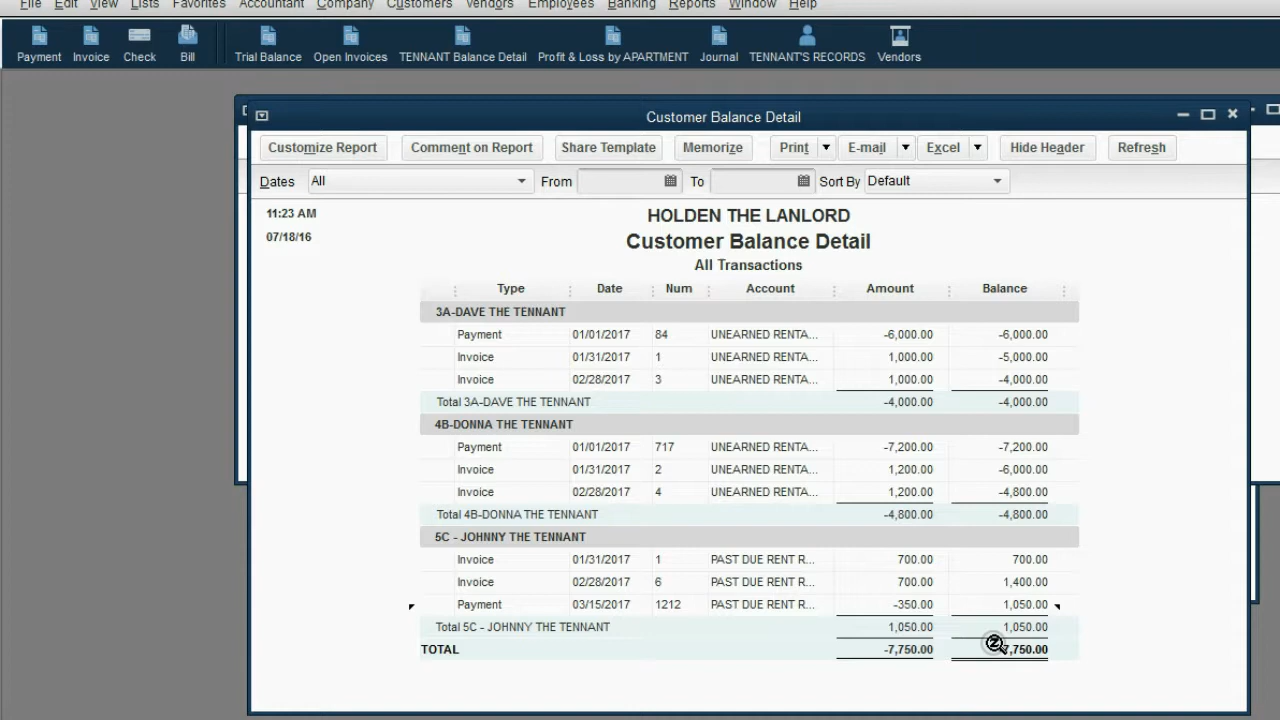 File Edit View Lists Favorites Accountant Company Customers Vendors Employees Banking Reports Window Help
Payment Invoice Check Bill Trial Balance Open Invoices TENNANT Balance Detail Profit & Loss by APARTMENT Journal TENNANT'S RECORDS Vendors
Customer Balance Detail
Customize Report Comment on Report Share Template Memorize Print E-mail Excel Hide Header Refresh
Dates All From To Sort By Default
11:23 AM HOLDEN THE LANLORD
07/18/16 Customer Balance Detail
All Transactions
Type Date Num Account Amount Balance
3A-DAVE THE TENNANT
Payment 01/01/2017 84 UNEARNED RENTA... -6,000.00 -6,000.00
Invoice 01/31/2017 1 UNEARNED RENTA... 1,000.00 -5,000.00
Invoice 02/28/2017 3 UNEARNED RENTA... 1,000.00 -4,000.00
Total 3A-DAVE THE TENNANT -4,000.00 -4,000.00
4B-DONNA THE TENNANT
Payment 01/01/2017 717 UNEARNED RENTA... -7,200.00 -7,200.00
Invoice 01/31/2017 2 UNEARNED RENTA... 1,200.00 -6,000.00
Invoice 02/28/2017 4 UNEARNED RENTA... 1,200.00 -4,800.00
Total 4B-DONNA THE TENNANT -4,800.00 -4,800.00
5C - JOHNNY THE TENNANT
Invoice 01/31/2017 1 PAST DUE RENT R... 700.00 700.00
Invoice 02/28/2017 6 PAST DUE RENT R... 700.00 1,400.00
Payment 03/15/2017 1212 PAST DUE RENT R... -350.00 1,050.00
Total 5C - JOHNNY THE TENNANT 1,050.00 1,050.00
TOTAL -7,750.00 7,750.00